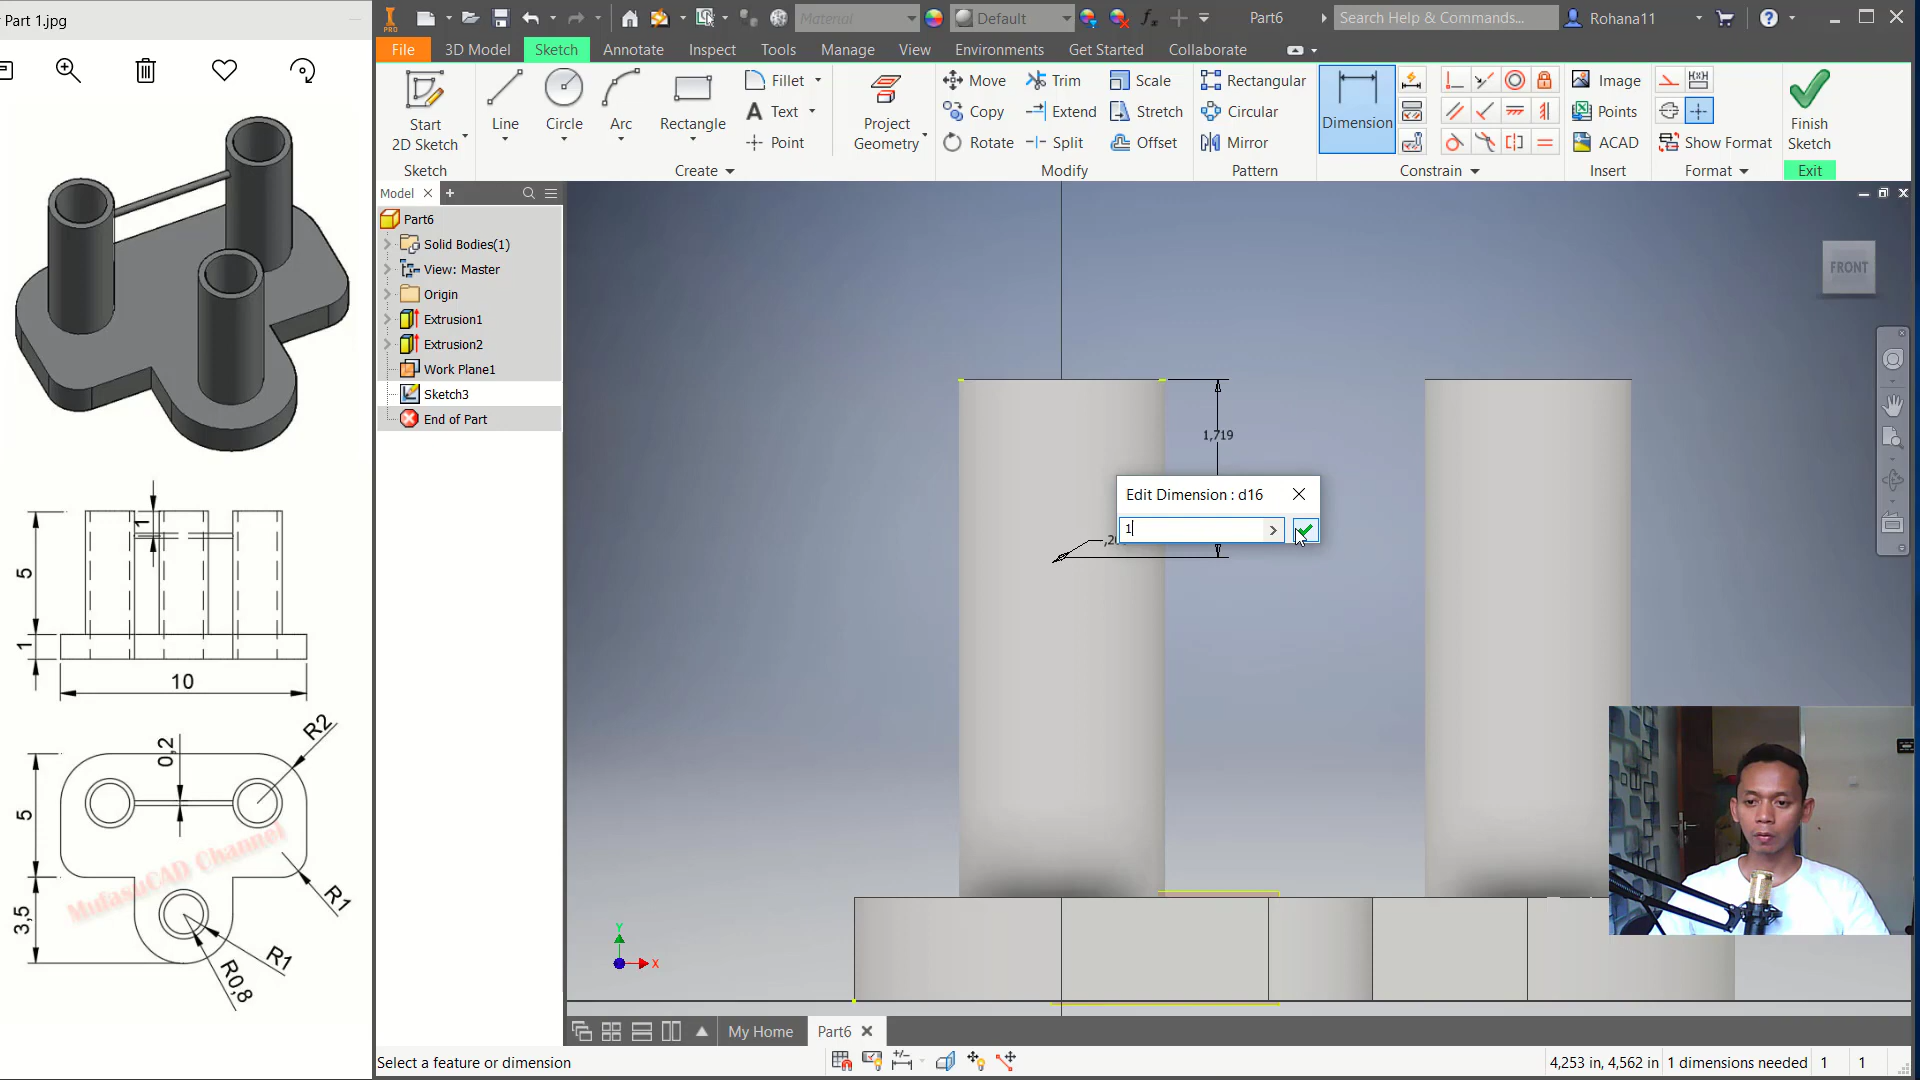 Part 1.jpg
PRO
Material
Default
Part6
Search Help & Commands...
Rohana11
File
3D Model
Sketch
Annotate
Inspect
Tools
Manage
View
Environments
Get Started
Collaborate
Start
2D Sketch
Line
Circle
Arc
Rectangle
Fillet
Text
Point
Project
Geometry
Move
Copy
Rotate
Trim
Extend
Split
Scale
Stretch
Offset
Rectangular
Circular
Mirror
Dimension
Image
Points
ACAD
Show Format
Finish
Sketch
Sketch
Create
Modify
Pattern
Constrain
Insert
Format
Exit
Model
Part6
Solid Bodies(1)
View: Master
Origin
Extrusion1
Extrusion2
Work Plane1
Sketch3
End of Part
FRONT
1,719
Edit Dimension : d16
1
Y
X
1
5
1
10
R2
0,2
5
3,5
R1
R1
R0,8
MufasuCAD Channel
My Home
Part6
Select a feature or dimension
4,253 in, 4,562 in
1 dimensions needed
1
1